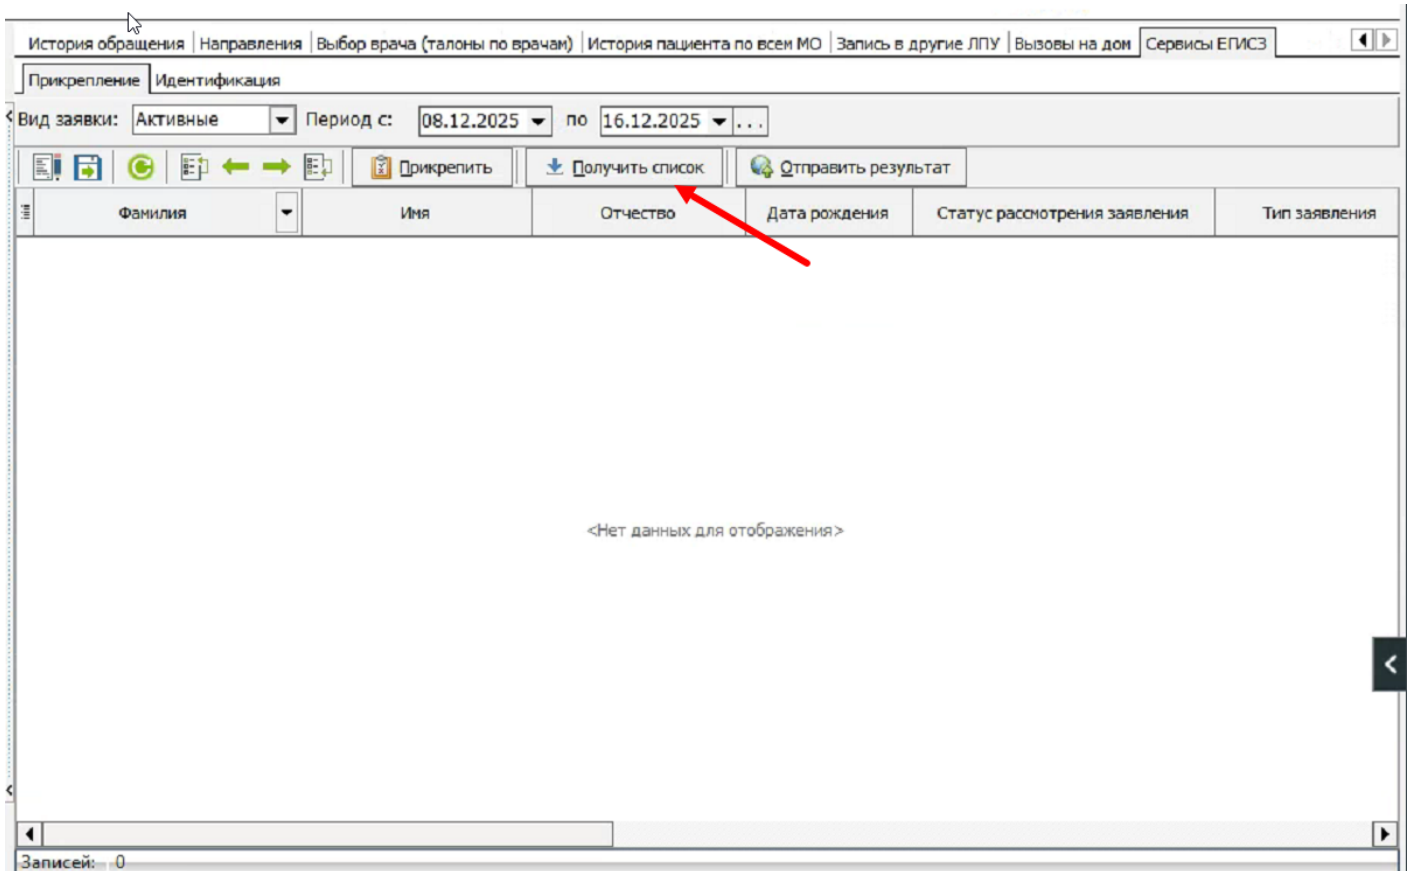 История обращения Направления Выбор врача (талоны по врачам) История пациента по всем МО Запись в другие ЛПУ Вызовы на дом Сервисы ЕГИСЗ
Прикрепление Идентификация
Вид заявки: Активные Период с: 08.12.2025 по 16.12.2025 ...
Прикрепить Получить список Отправить результат
Фамилия Имя Отчество Дата рождения Статус рассмотрения заявления Тип заявления
<Нет данных для отображения>
Записей: 0